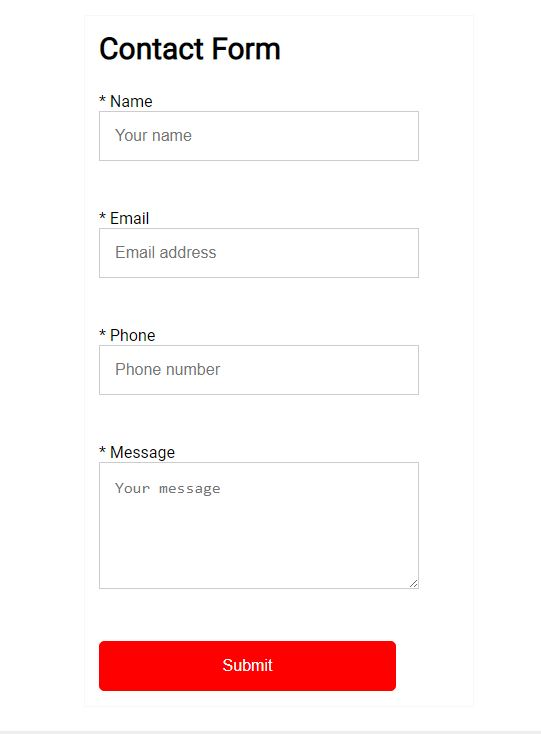 Contact Form
* Name
Your name
* Email
Email address
* Phone
Phone number
* Message
Your message
Submit